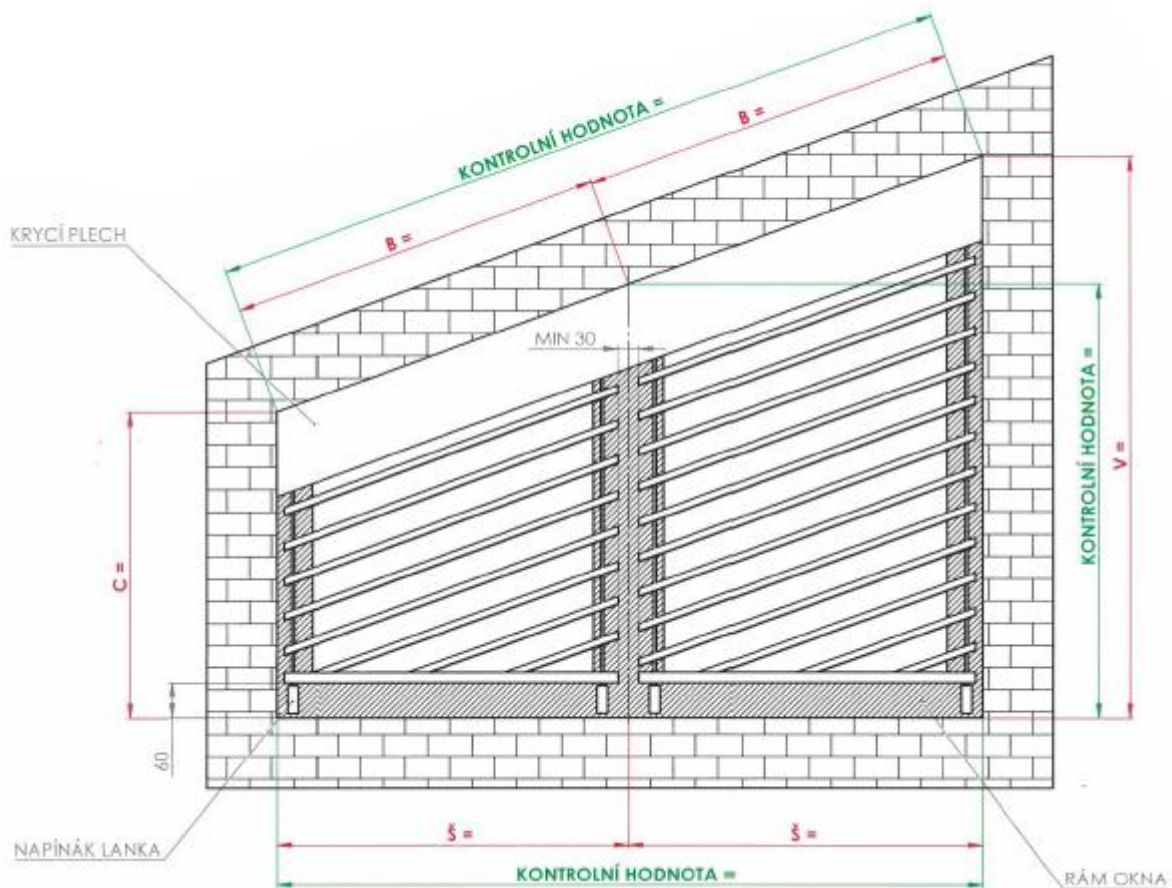 KONTROLNÍ HODNOTA =
B =
B =
KRYCÍ PLECH
MIN 30
KONTROLNÍ HODNOTA =
V =
C =
60
Š =
Š =
NAPÍNÁK LANKA
KONTROLNÍ HODNOTA =
RÁM OKNA